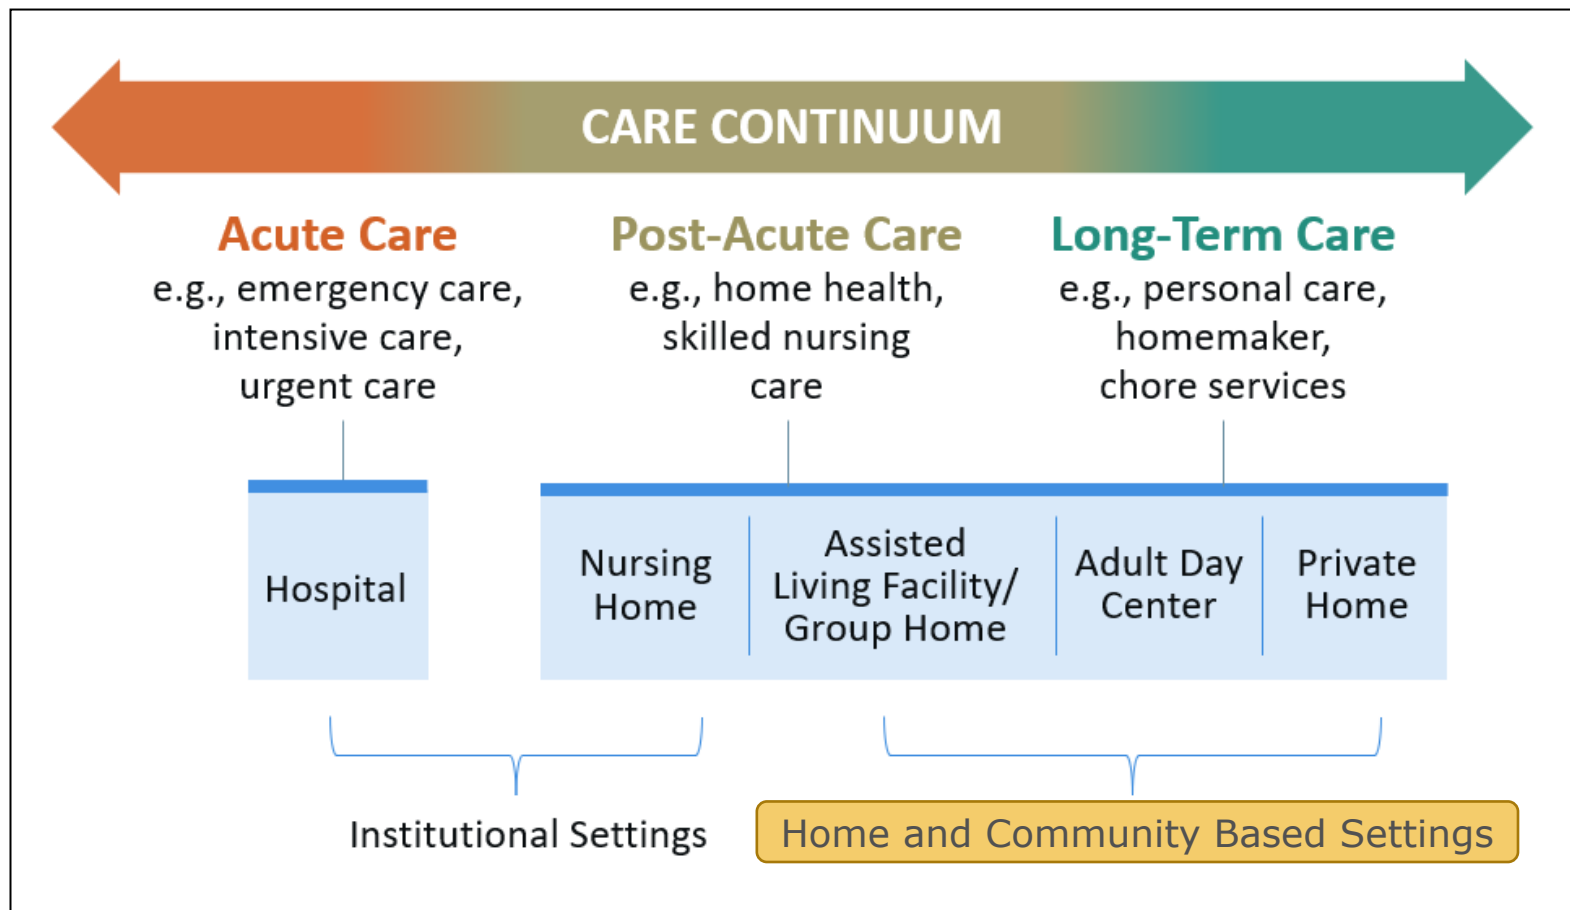 CARE CONTINUUM
Acute Care
e.g., emergency care,
intensive care,
urgent care
Post-Acute Care
e.g., home health,
skilled nursing
care
Long-Term Care
e.g., personal care,
homemaker,
chore services
Hospital
Nursing
Home
Assisted
Living Facility/
Group Home
Adult Day
Center
Private
Home
Institutional Settings
Home and Community Based Settings